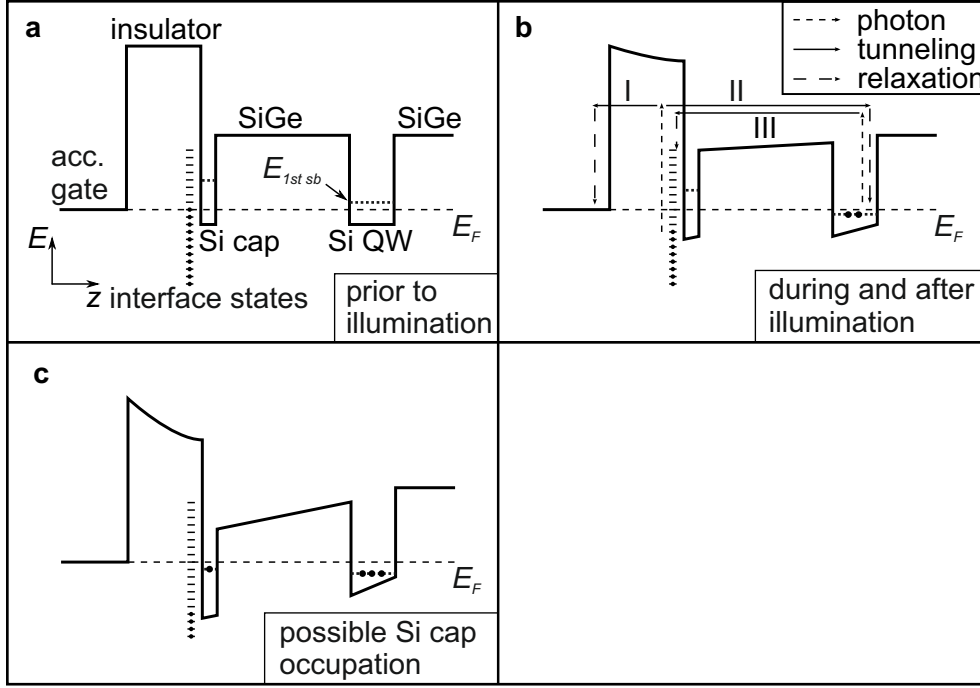 a
insulator
SiGe
SiGe
acc.
gate
E1st sb
EF
E
Si cap
Si QW
z
interface states
prior to
illumination
b
photon
tunneling
relaxation
I
II
III
EF
during and after
illumination
c
EF
possible Si cap
occupation